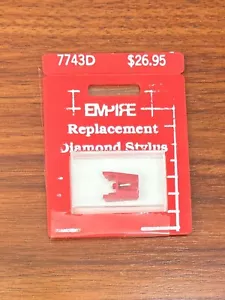 7743D $26.95
EMPIRE
Replacement
Diamond Stylus